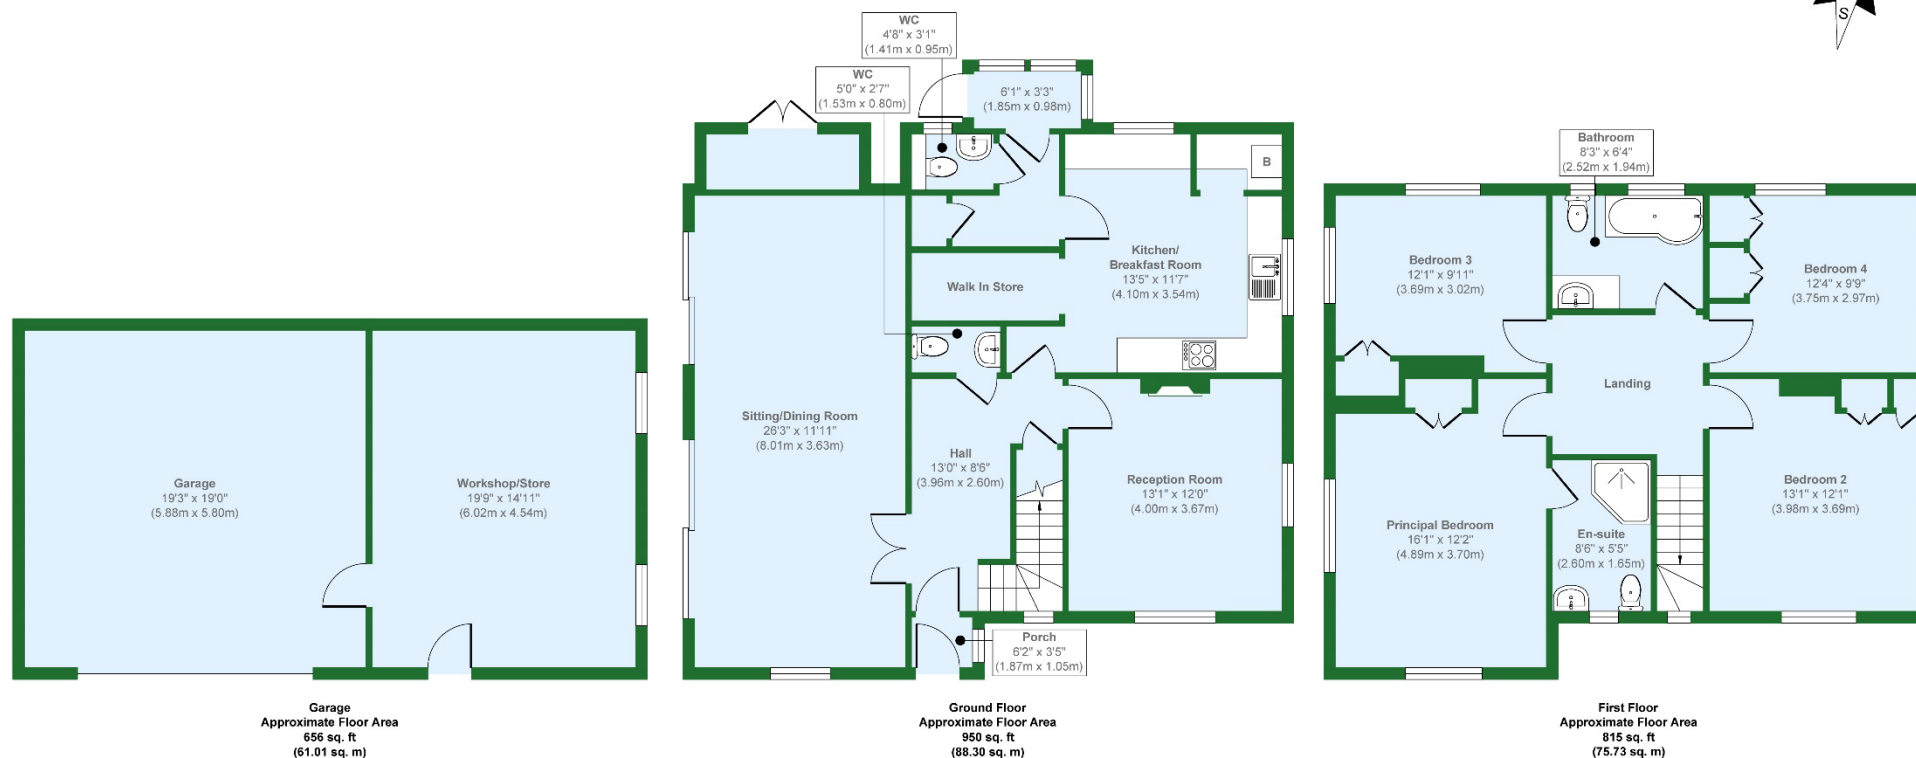 S
WC
4'8" x 3'1"
(1.41m x 0.95m)
WC
5'0" x 2'7"
(1.53m x 0.80m)
6'1" x 3'3"
(1.85m x 0.98m)
B
Kitchen/
Breakfast Room
13'5" x 11'7"
(4.10m x 3.54m)
Walk In Store
Sitting/Dining Room
26'3" x 11'11"
(8.01m x 3.63m)
Hall
13'0" x 8'6"
(3.96m x 2.60m)
Reception Room
13'1" x 12'0"
(4.00m x 3.67m)
Porch
6'2" x 3'5"
(1.87m x 1.05m)
Garage
19'3" x 19'0"
(5.88m x 5.80m)
Workshop/Store
19'9" x 14'11"
(6.02m x 4.54m)
Bathroom
8'3" x 6'4"
(2.52m x 1.94m)
Bedroom 3
12'1" x 9'11"
(3.69m x 3.02m)
Bedroom 4
12'4" x 9'9"
(3.75m x 2.97m)
Landing
Principal Bedroom
16'1" x 12'2"
(4.89m x 3.70m)
En-suite
8'6" x 5'5"
(2.60m x 1.65m)
Bedroom 2
13'1" x 12'1"
(3.98m x 3.69m)
Garage
Approximate Floor Area
656 sq. ft
(61.01 sq. m)
Ground Floor
Approximate Floor Area
950 sq. ft
(88.30 sq. m)
First Floor
Approximate Floor Area
815 sq. ft
(75.73 sq. m)